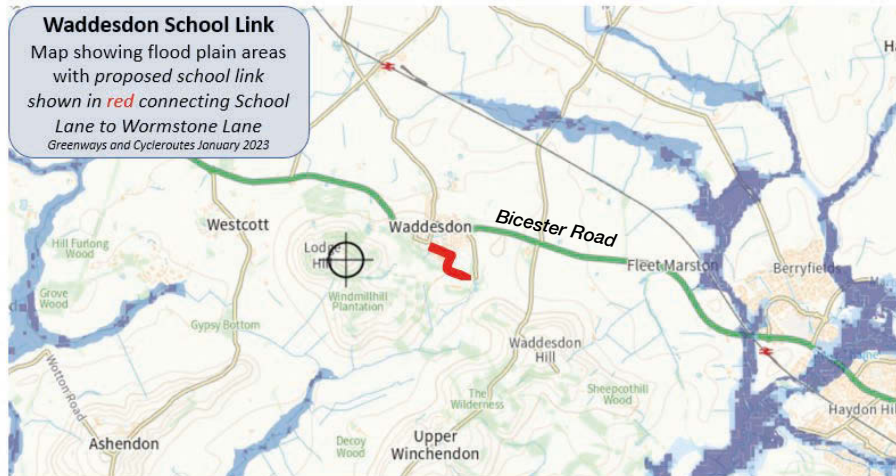 Waddesdon School Link
Map showing flood plain areas
with proposed school link
shown in red connecting School
Lane to Wormstone Lane
Greenways and Cycleroutes January 2023
Westcott
Waddesdon
Bicester Road
Hill Furlong
Wood
Lodge
Hill
Fleet Marston
Berryfields
Grove
Wood
Windmillhill
Plantation
Gypsy Bottom
Waddesdon
Hill
Wotton Road
The
Wilderness
Sheepcothill
Wood
Haydon Hil
Ashendon
Decoy
Wood
Upper
Winchendon